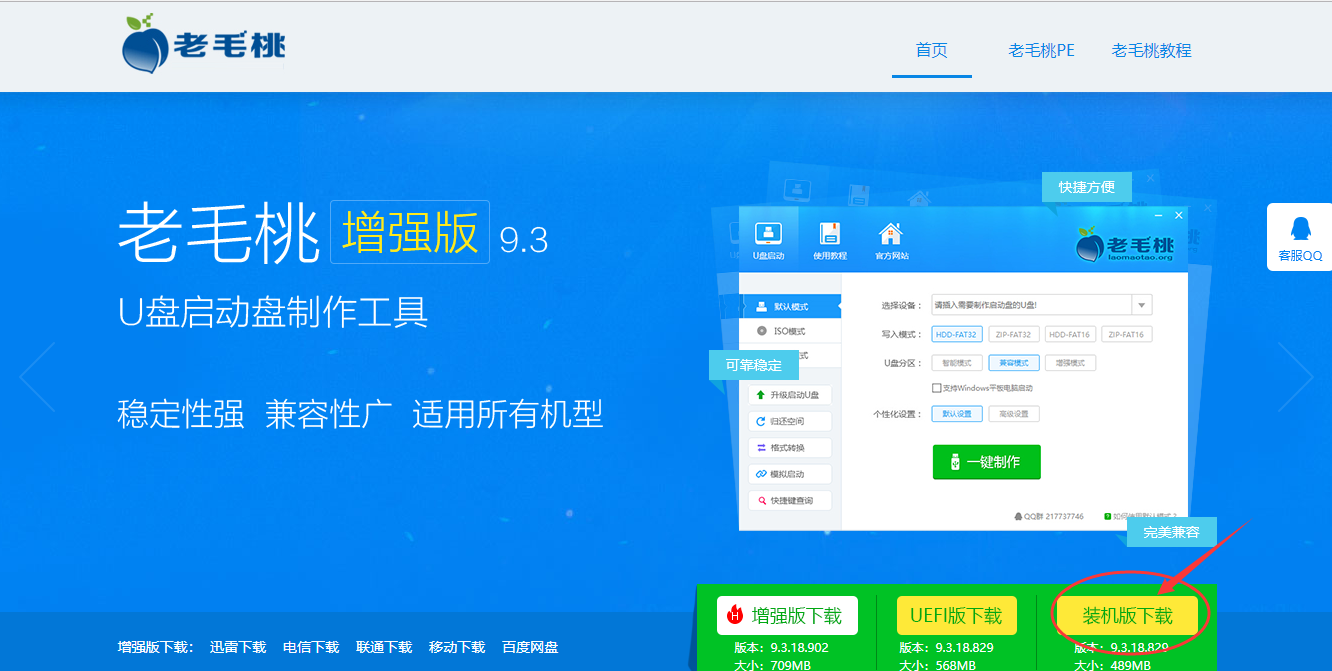 老毛桃
首页
老毛桃PE
老毛桃教程
老毛桃 增强版 9.3
U盘启动盘制作工具
稳定性强 兼容性广 适用所有机型
快捷方便
U盘启动
使用教程
官方网站
老毛桃
laomaotao.org
客服QQ
默认模式
ISO模式
式
可靠稳定
升级启动U盘
归还空间
格式转换
模拟启动
快捷键查询
选择设备：
请插入需要制作启动盘的U盘!
写入模式：
HDD-FAT32
ZIP-FAT32
HDD-FAT16
ZIP-FAT16
U盘分区：
智能模式
兼容模式
增强模式
支持Windows平板电脑启动
个性化设置：
默认设置
高级设置
一键制作
QQ群 217737746
如何使用默认模式？
完美兼容
增强版下载： 迅雷下载 电信下载 联通下载 移动下载 百度网盘
增强版下载
版本：9.3.18.902
大小：709MB
UEFI版下载
版本：9.3.18.829
大小：568MB
装机版下载
版本：9.3.18.829
大小：489MB